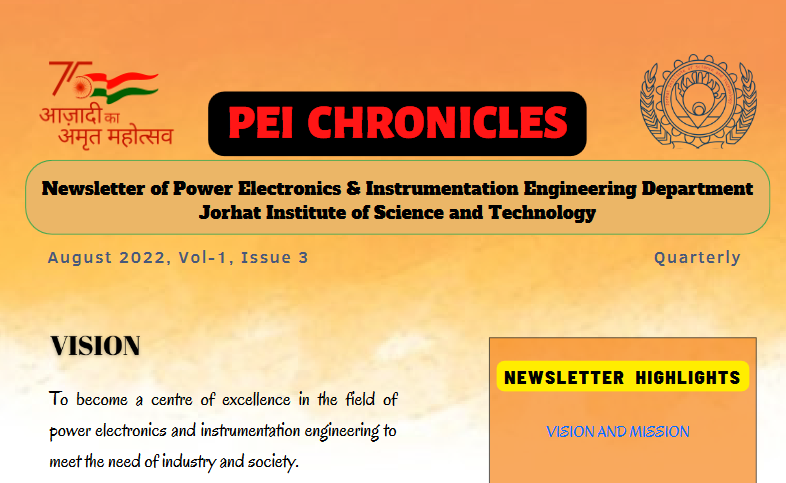 75
आज़ादी का
अमृत महोत्सव
PEI CHRONICLES
Newsletter of Power Electronics & Instrumentation Engineering Department
Jorhat Institute of Science and Technology
August 2022, Vol-1, Issue 3
Quarterly
VISION
To become a centre of excellence in the field of
power electronics and instrumentation engineering to
meet the need of industry and society.
NEWSLETTER HIGHLIGHTS
VISION AND MISSION